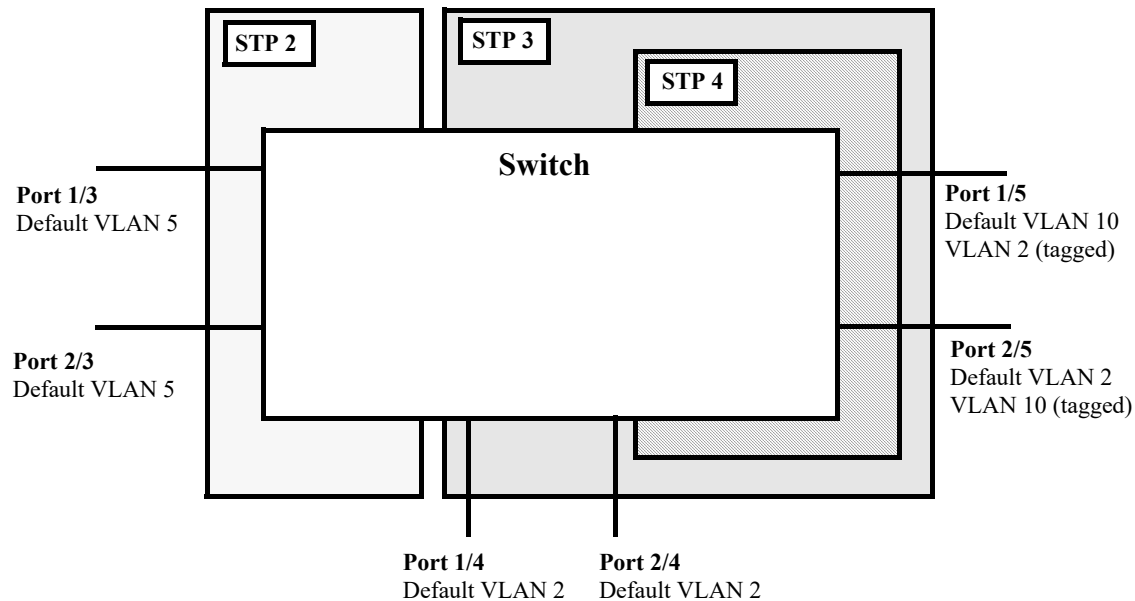 STP 2
STP 3
STP 4
Switch
Port 1/3
Default VLAN 5
Port 1/5
Default VLAN 10
VLAN 2 (tagged)
Port 2/3
Default VLAN 5
Port 2/5
Default VLAN 2
VLAN 10 (tagged)
Port 1/4
Default VLAN 2
Port 2/4
Default VLAN 2